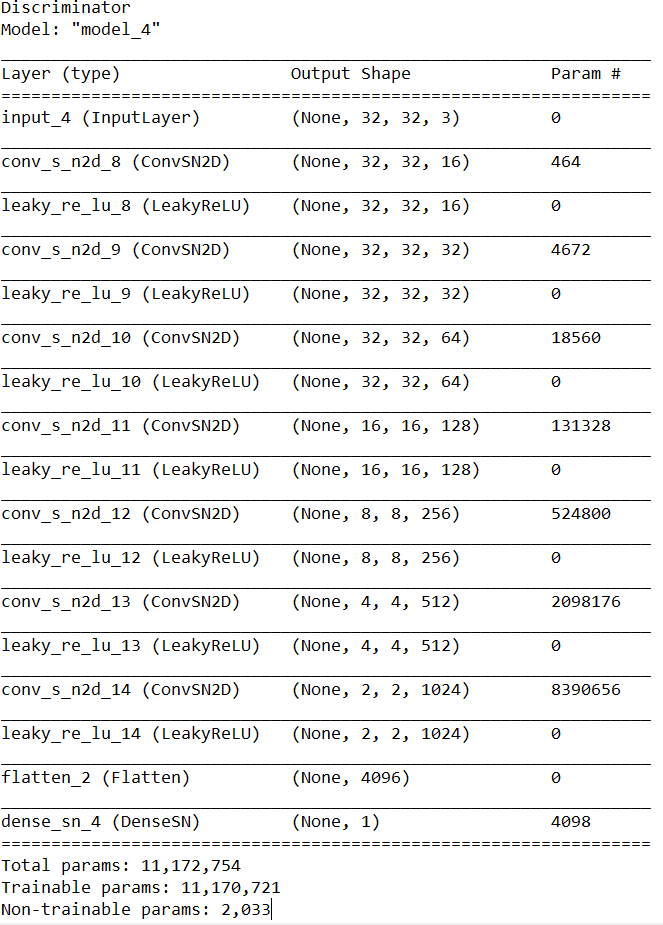 Discriminator
Model: "model_4"
_________________________________________________________________
Layer (type)                 Output Shape              Param #
=================================================================
input_4 (InputLayer)         (None, 32, 32, 3)         0
_________________________________________________________________
conv_s_n2d_8 (ConvSN2D)      (None, 32, 32, 16)        464
_________________________________________________________________
leaky_re_lu_8 (LeakyReLU)    (None, 32, 32, 16)        0
_________________________________________________________________
conv_s_n2d_9 (ConvSN2D)      (None, 32, 32, 32)        4672
_________________________________________________________________
leaky_re_lu_9 (LeakyReLU)    (None, 32, 32, 32)        0
_________________________________________________________________
conv_s_n2d_10 (ConvSN2D)     (None, 32, 32, 64)        18560
_________________________________________________________________
leaky_re_lu_10 (LeakyReLU)   (None, 32, 32, 64)        0
_________________________________________________________________
conv_s_n2d_11 (ConvSN2D)     (None, 16, 16, 128)       131328
_________________________________________________________________
leaky_re_lu_11 (LeakyReLU)   (None, 16, 16, 128)       0
_________________________________________________________________
conv_s_n2d_12 (ConvSN2D)     (None, 8, 8, 256)         524800
_________________________________________________________________
leaky_re_lu_12 (LeakyReLU)   (None, 8, 8, 256)         0
_________________________________________________________________
conv_s_n2d_13 (ConvSN2D)     (None, 4, 4, 512)         2098176
_________________________________________________________________
leaky_re_lu_13 (LeakyReLU)   (None, 4, 4, 512)         0
_________________________________________________________________
conv_s_n2d_14 (ConvSN2D)     (None, 2, 2, 1024)        8390656
_________________________________________________________________
leaky_re_lu_14 (LeakyReLU)   (None, 2, 2, 1024)        0
_________________________________________________________________
flatten_2 (Flatten)          (None, 4096)              0
_________________________________________________________________
dense_sn_4 (DenseSN)         (None, 1)                 4098
=================================================================
Total params: 11,172,754
Trainable params: 11,170,721
Non-trainable params: 2,033